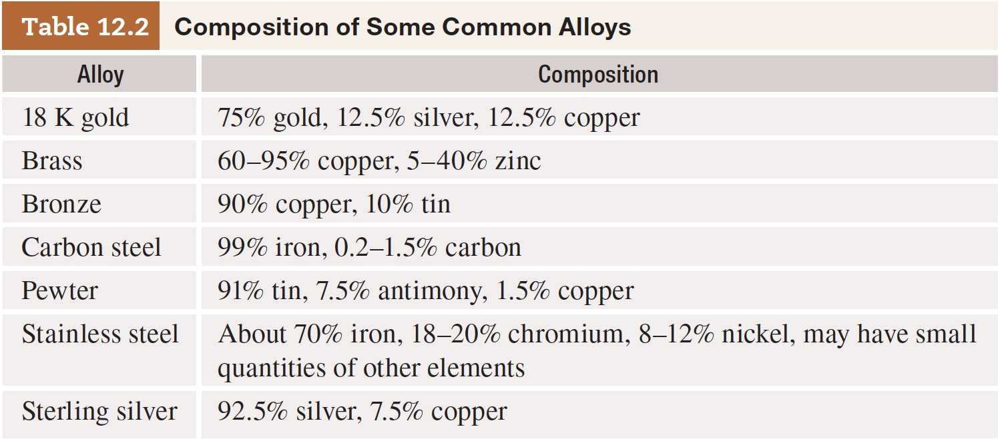 Table 12.2 Composition of Some Common Alloys
Alloy Composition
18 K gold 75% gold, 12.5% silver, 12.5% copper
Brass 60–95% copper, 5–40% zinc
Bronze 90% copper, 10% tin
Carbon steel 99% iron, 0.2–1.5% carbon
Pewter 91% tin, 7.5% antimony, 1.5% copper
Stainless steel About 70% iron, 18–20% chromium, 8–12% nickel, may have small
quantities of other elements
Sterling silver 92.5% silver, 7.5% copper